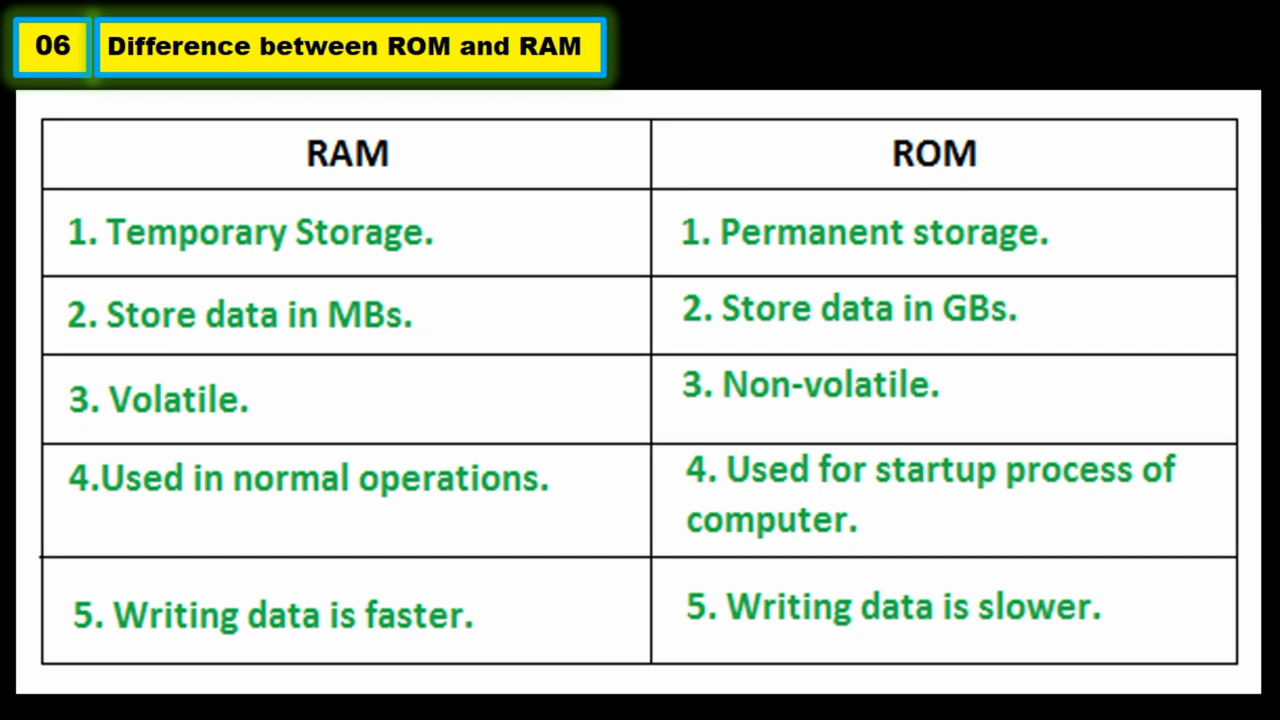 06 Difference between ROM and RAM
RAM ROM
1. Temporary Storage. 1. Permanent storage.
2. Store data in MBs. 2. Store data in GBs.
3. Volatile. 3. Non-volatile.
4.Used in normal operations. 4. Used for startup process of
computer.
5. Writing data is faster. 5. Writing data is slower.